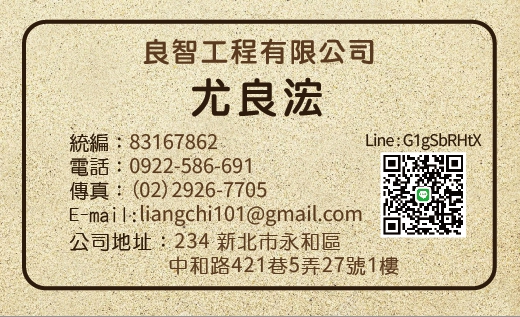 良智工程有限公司
尤良浤
統編：83167862
Line:G1gSbRHtX
電話：0922-586-691
傳真：(02)2926-7705
E-mail:liangchi101@gmail.com
公司地址：234 新北市永和區
中和路421巷5弄27號1樓